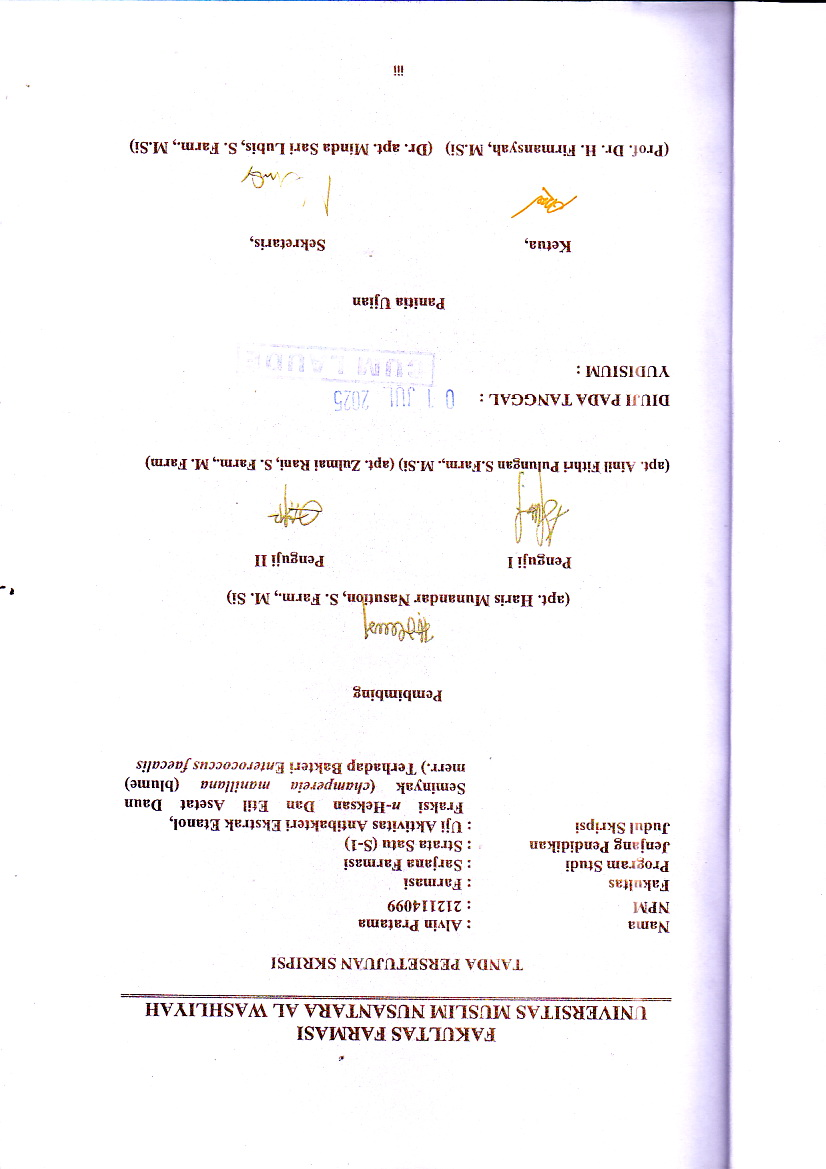 FAKULTAS FARMASI
UNIVERSITAS MUSLIM NUSANTARA AL WASHLIYAH
TANDA PERSETUJUAN SKRIPSI
Nama : Alvin Pratama
NPM : 212114099
Fakultas : Farmasi
Program Studi : Sarjana Farmasi
Jenjang Pendidikan : Strata Satu (S-1)
Judul Skripsi : Uji Aktivitas Antibakteri Ekstrak Etanol,
Fraksi n-Heksan Dan Etil Asetat Daun
Seminyak (champereia manillana (blume)
merr.) Terhadap Bakteri Enterococcus faecalis
Pembimbing
(apt. Haris Munandar Nasution, S. Farm., M. Si)
Penguji I Penguji II
(apt. Ainil Fithri Pulungan S.Farm., M.Si) (apt. Zulmai Rani, S. Farm., M. Farm)
DIUJI PADA TANGGAL : 01 JUL 2025
YUDISIUM : CUM LAUDE
Panitia Ujian
Ketua, Sekretaris,
(Prof. Dr. H. Firmansyah, M.Si) (Dr. apt. Minda Sari Lubis, S. Farm., M.Si)
iii